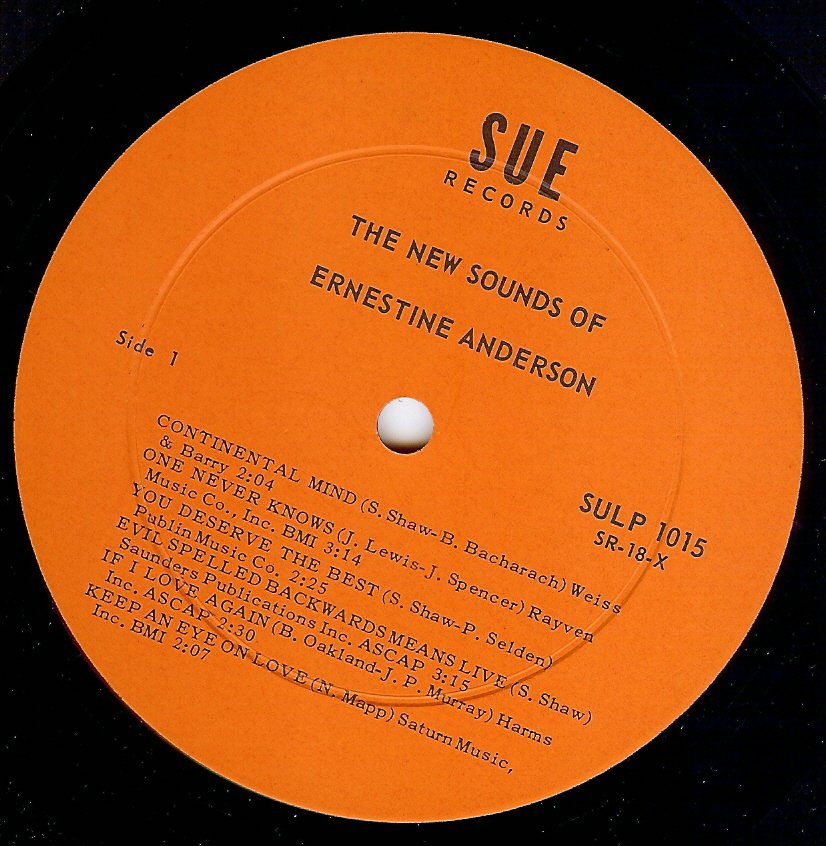 SUE
RECORDS
THE NEW SOUNDS OF
ERNESTINE ANDERSON
Side 1
SULP 1015
SR-18-X
CONTINENTAL MIND (S. Shaw-B. Bacharach) Weiss
& Barry 2:04
ONE NEVER KNOWS (J. Lewis-J. Spencer) Rayven
Music Co., Inc. BMI 3:14
YOU DESERVE THE BEST (S. Shaw-P. Selden)
Publin Music Co. 2:25
EVIL SPELLED BACKWARDS MEANS LIVE (S. Shaw)
Saunders Publications Inc. ASCAP 3:15
IF I LOVE AGAIN (B. Oakland-J. P. Murray) Harms
Inc. ASCAP 2:30
KEEP AN EYE ON LOVE (N. Mapp) Saturn Music,
Inc. BMI 2:07